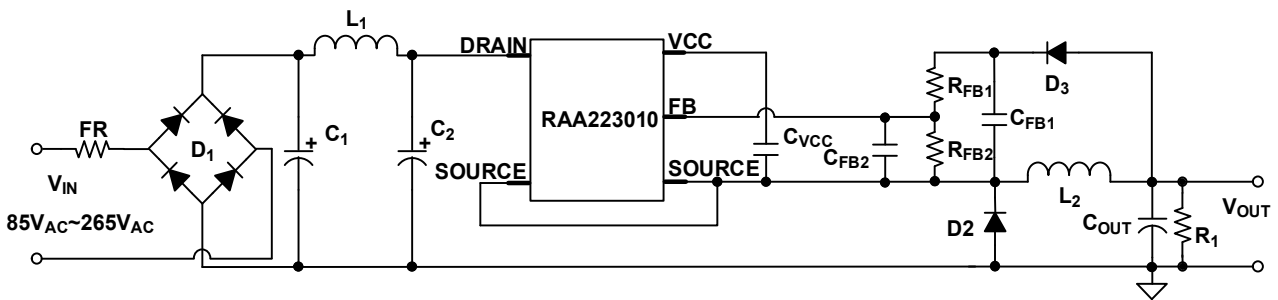 L1
DRAIN
VCC
D3
RFB1
FR
D1
C1
C2
RAA223010
FB
CFB1
+
+
CVCC
CFB2
RFB2
SOURCE
SOURCE
VIN
L2
VOUT
85VAC~265VAC
D2
COUT
R1